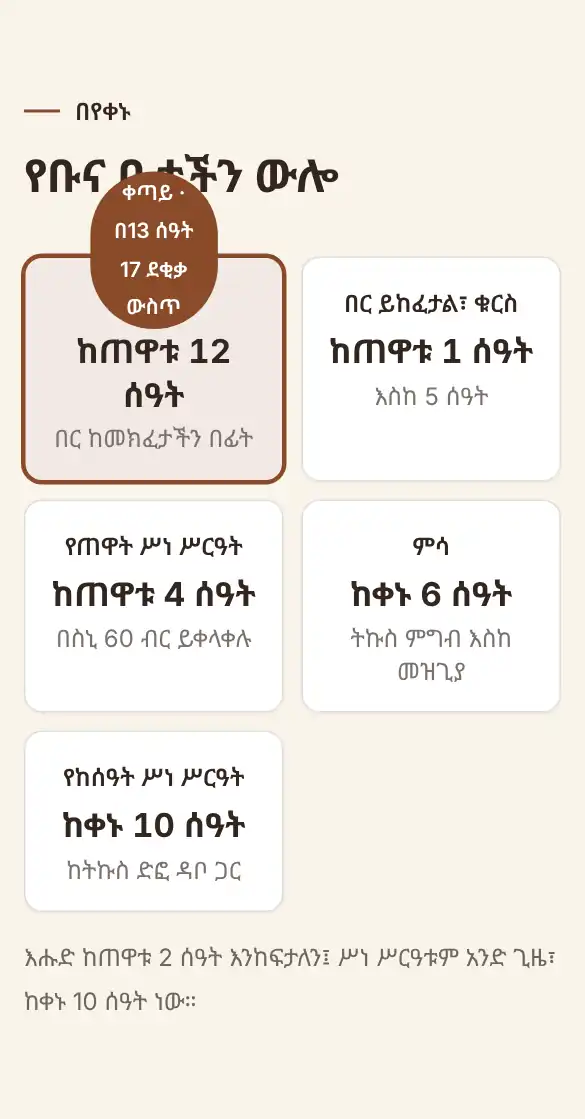 በየቀኑ
የቡና ውሎ
ቀጣይ ·
በ13 ሰዓት
17 ደቂቃ
ውስጥ
ከጠዋቱ 12
ሰዓት
በር ከመክፈታችን በፊት
በር ይከፈታል፣ ቁርስ
ከጠዋቱ 1 ሰዓት
እስከ 5 ሰዓት
የጠዋት ሥነ ሥርዓት
ከጠዋቱ 4 ሰዓት
በስኒ 60 ብር ይቀላቀሉ
ምሳ
ከቀኑ 6 ሰዓት
ትኩስ ምግብ እስከ
መዝጊያ
የከሰዓት ሥነ ሥርዓት
ከቀኑ 10 ሰዓት
ከትኩስ ድፎ ዳቦ ጋር
እሑድ ከጠዋቱ 2 ሰዓት እንከፍታለን፤ ሥነ ሥርዓቱም አንድ ጊዜ፣
ከቀኑ 10 ሰዓት ነው።